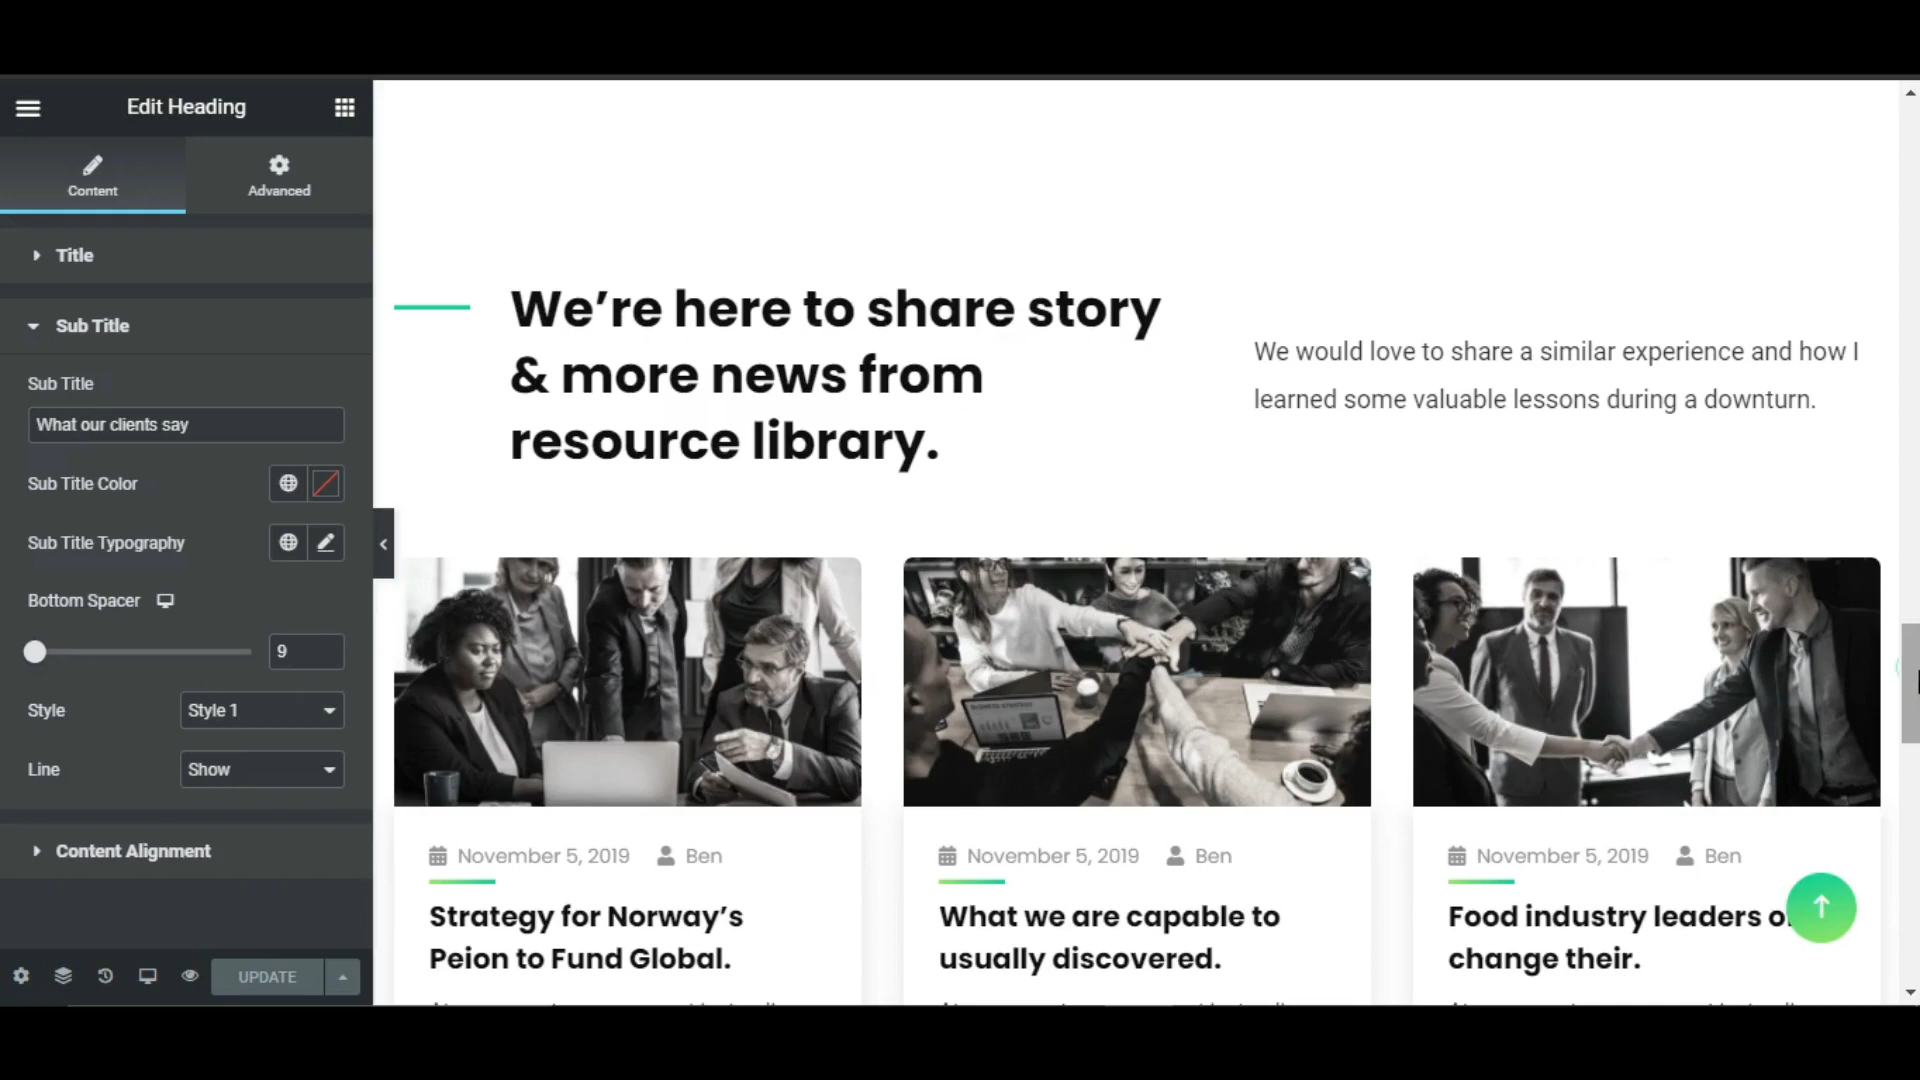 Edit Heading
Content
Advanced
Title
Sub Title
Sub Title
What our clients say
Sub Title Color
Sub Title Typography
Bottom Spacer
9
Style
Style 1
Line
Show
Content Alignment
UPDATE
We’re here to share story
& more news from
resource library.
We would love to share a similar experience and how I
learned some valuable lessons during a downturn.
November 5, 2019 Ben
Strategy for Norway’s
Peion to Fund Global.
November 5, 2019 Ben
What we are capable to
usually discovered.
November 5, 2019 Ben
Food industry leaders
change their.